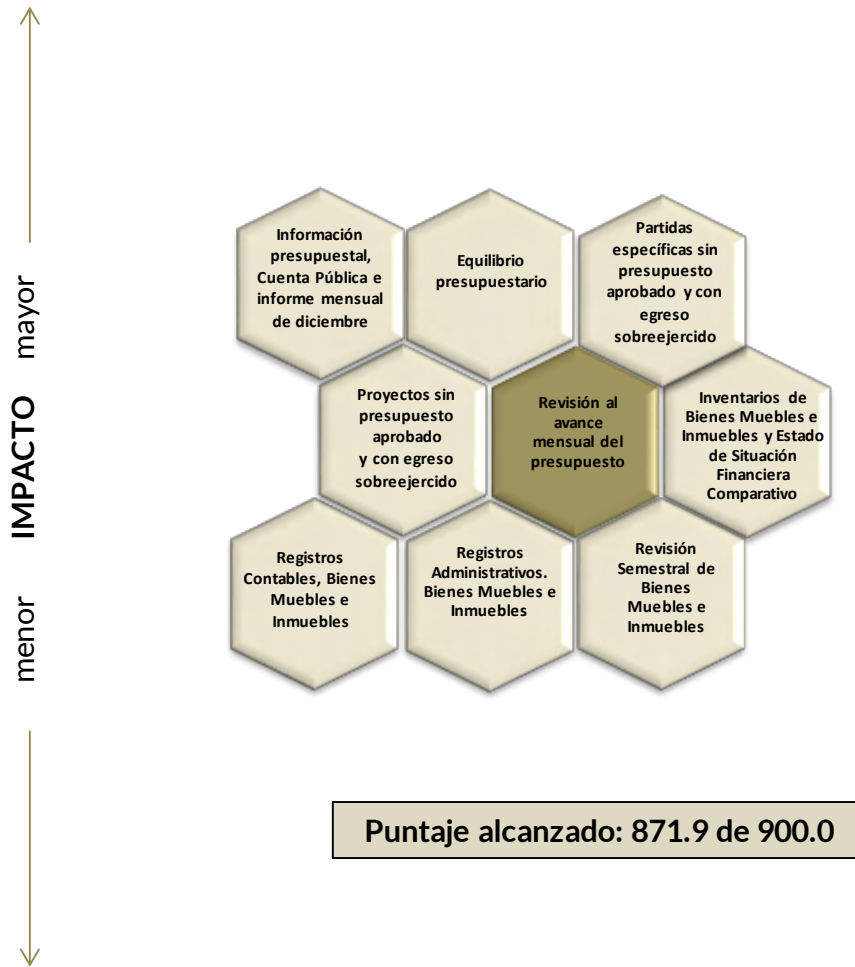 mayor
IMPACTO
menor
Información
presupuestal,
Cuenta Pública e
informe mensual
de diciembre
Equilibrio
presupuestario
Partidas
específicas sin
presupuesto
aprobado y con
egreso
sobreejercido
Proyectos sin
presupuesto
aprobado
y con egreso
sobreejercido
Revisión al
avance
mensual del
presupuesto
Inventarios de
Bienes Muebles e
Inmuebles y Estado
de Situación
Financiera
Comparativo
Registros
Contables, Bienes
Muebles e
Inmuebles
Registros
Administrativos.
Bienes Muebles e
Inmuebles
Revisión
Semestral de
Bienes
Muebles e
Inmuebles
Puntaje alcanzado: 871.9 de 900.0